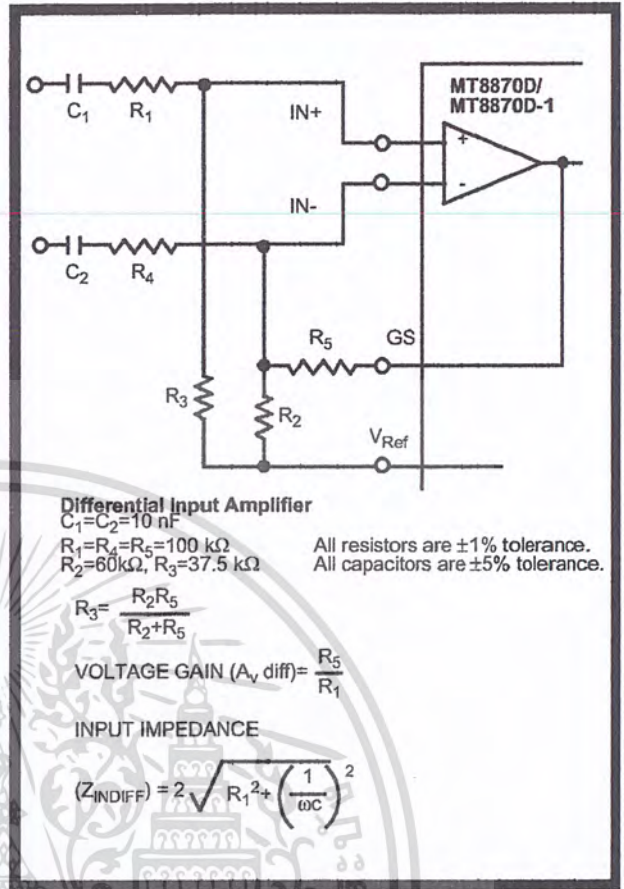 MT8870D/
MT8870D-1
C₁ R₁ IN+
+
-
IN-
C₂ R₄
R₅ GS
R₃ R₂
V_Ref
Differential Input Amplifier
C₁=C₂=10 nF
R₁=R₄=R₅=100 kΩ All resistors are ±1% tolerance.
R₂=60kΩ, R₃=37.5 kΩ All capacitors are ±5% tolerance.
R₃= R₂R₅ / R₂+R₅
VOLTAGE GAIN (Aᵥ diff)= R₅ / R₁
INPUT IMPEDANCE
(Z_INDIFF) = 2 √ R₁²+ ( 1 / ωc )²